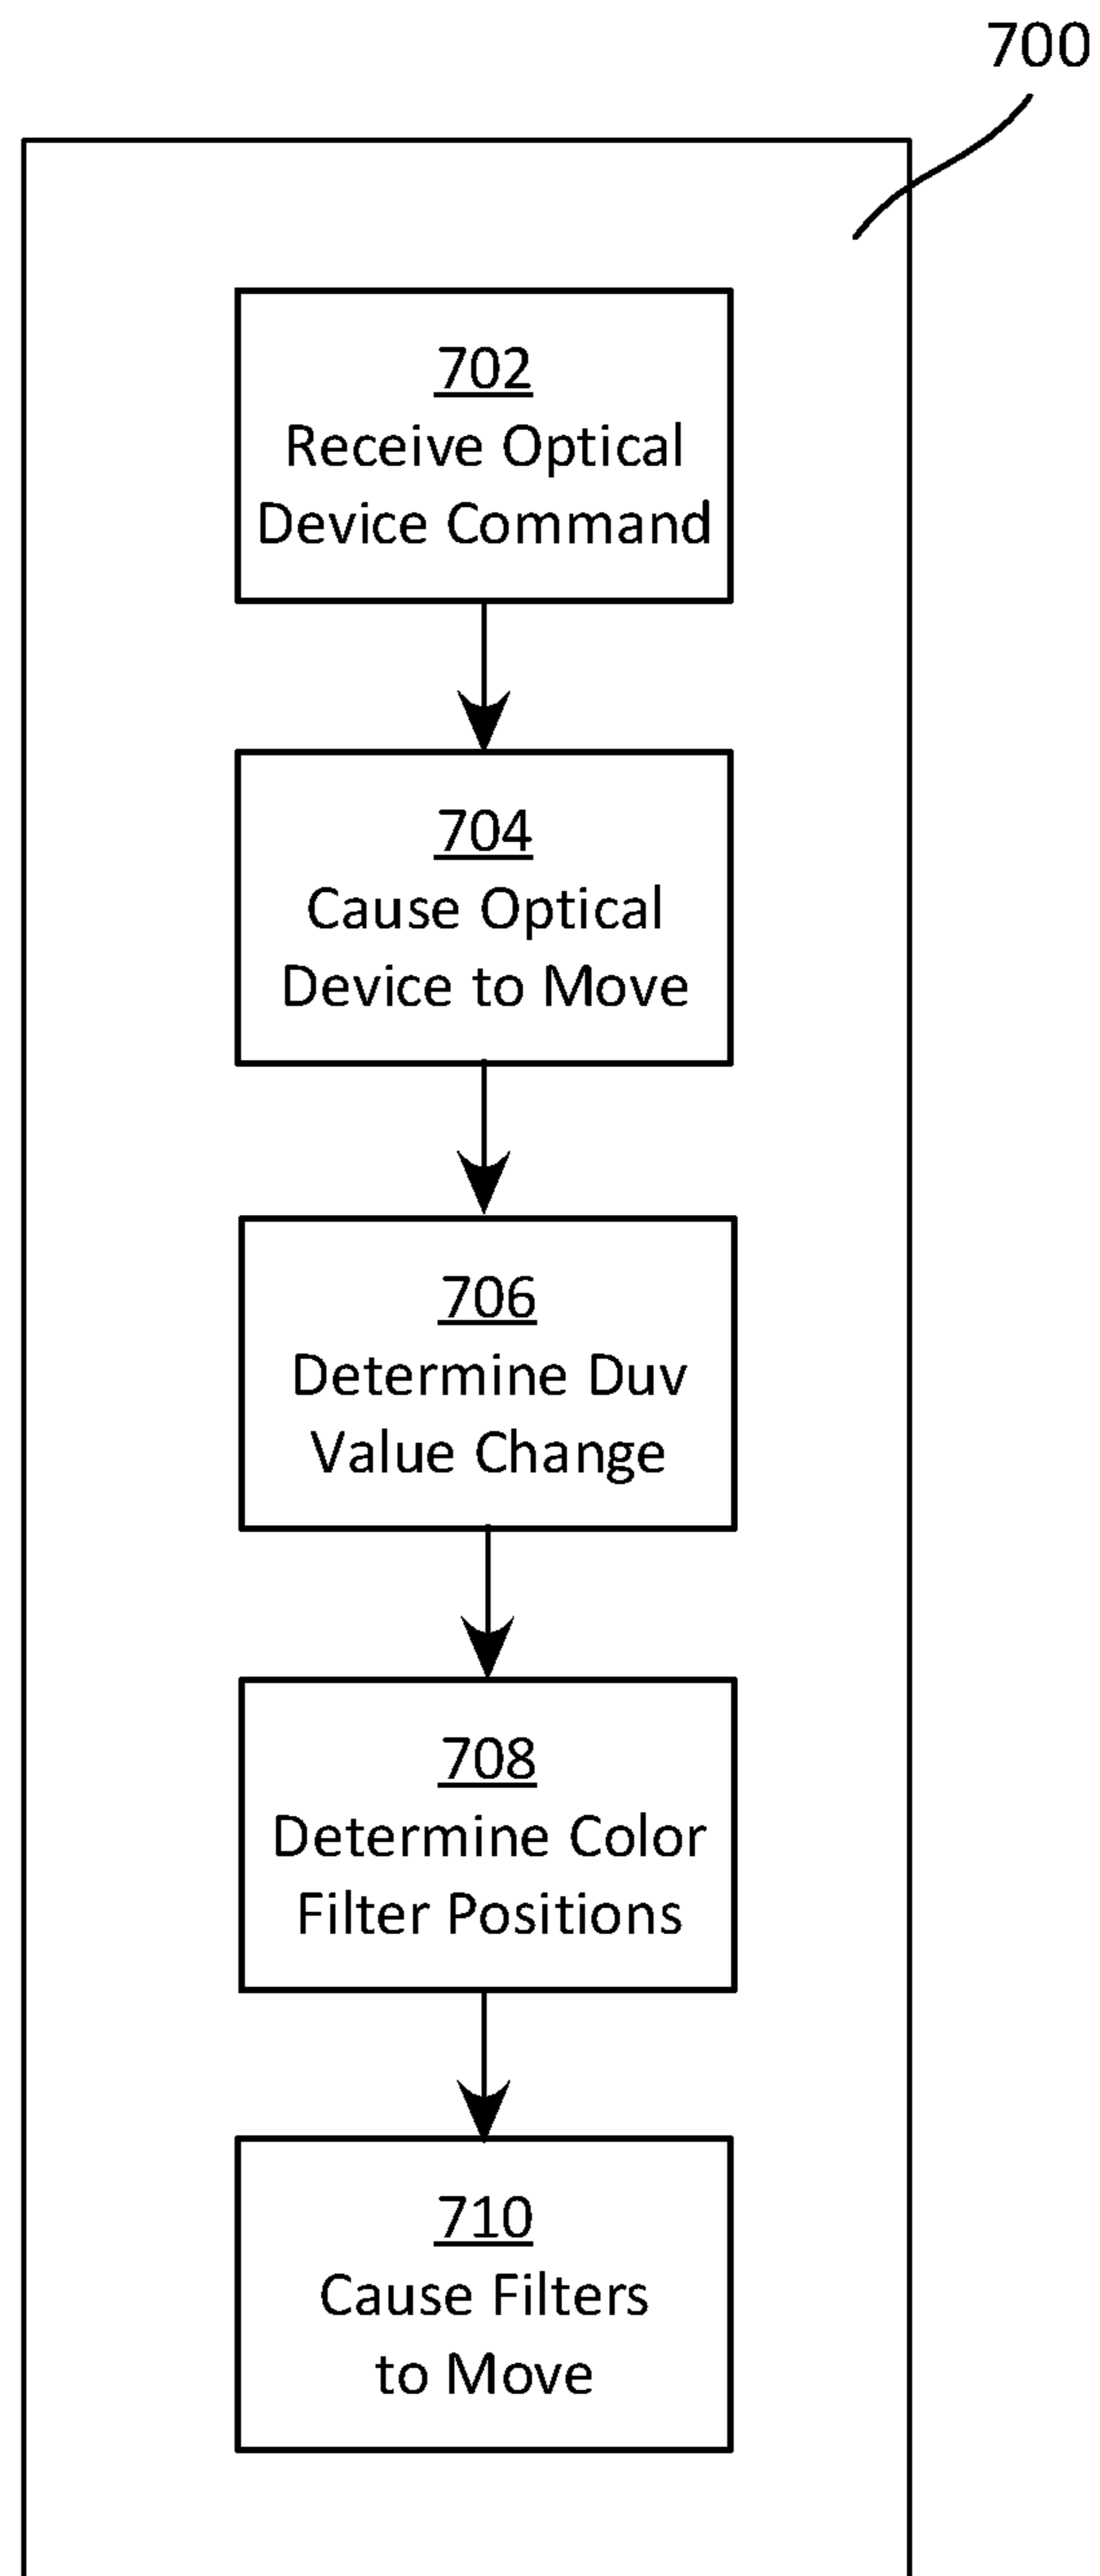 700
702
Receive Optical
Device Command
704
Cause Optical
Device to Move
706
Determine Duv
Value Change
708
Determine Color
Filter Positions
710
Cause Filters
to Move